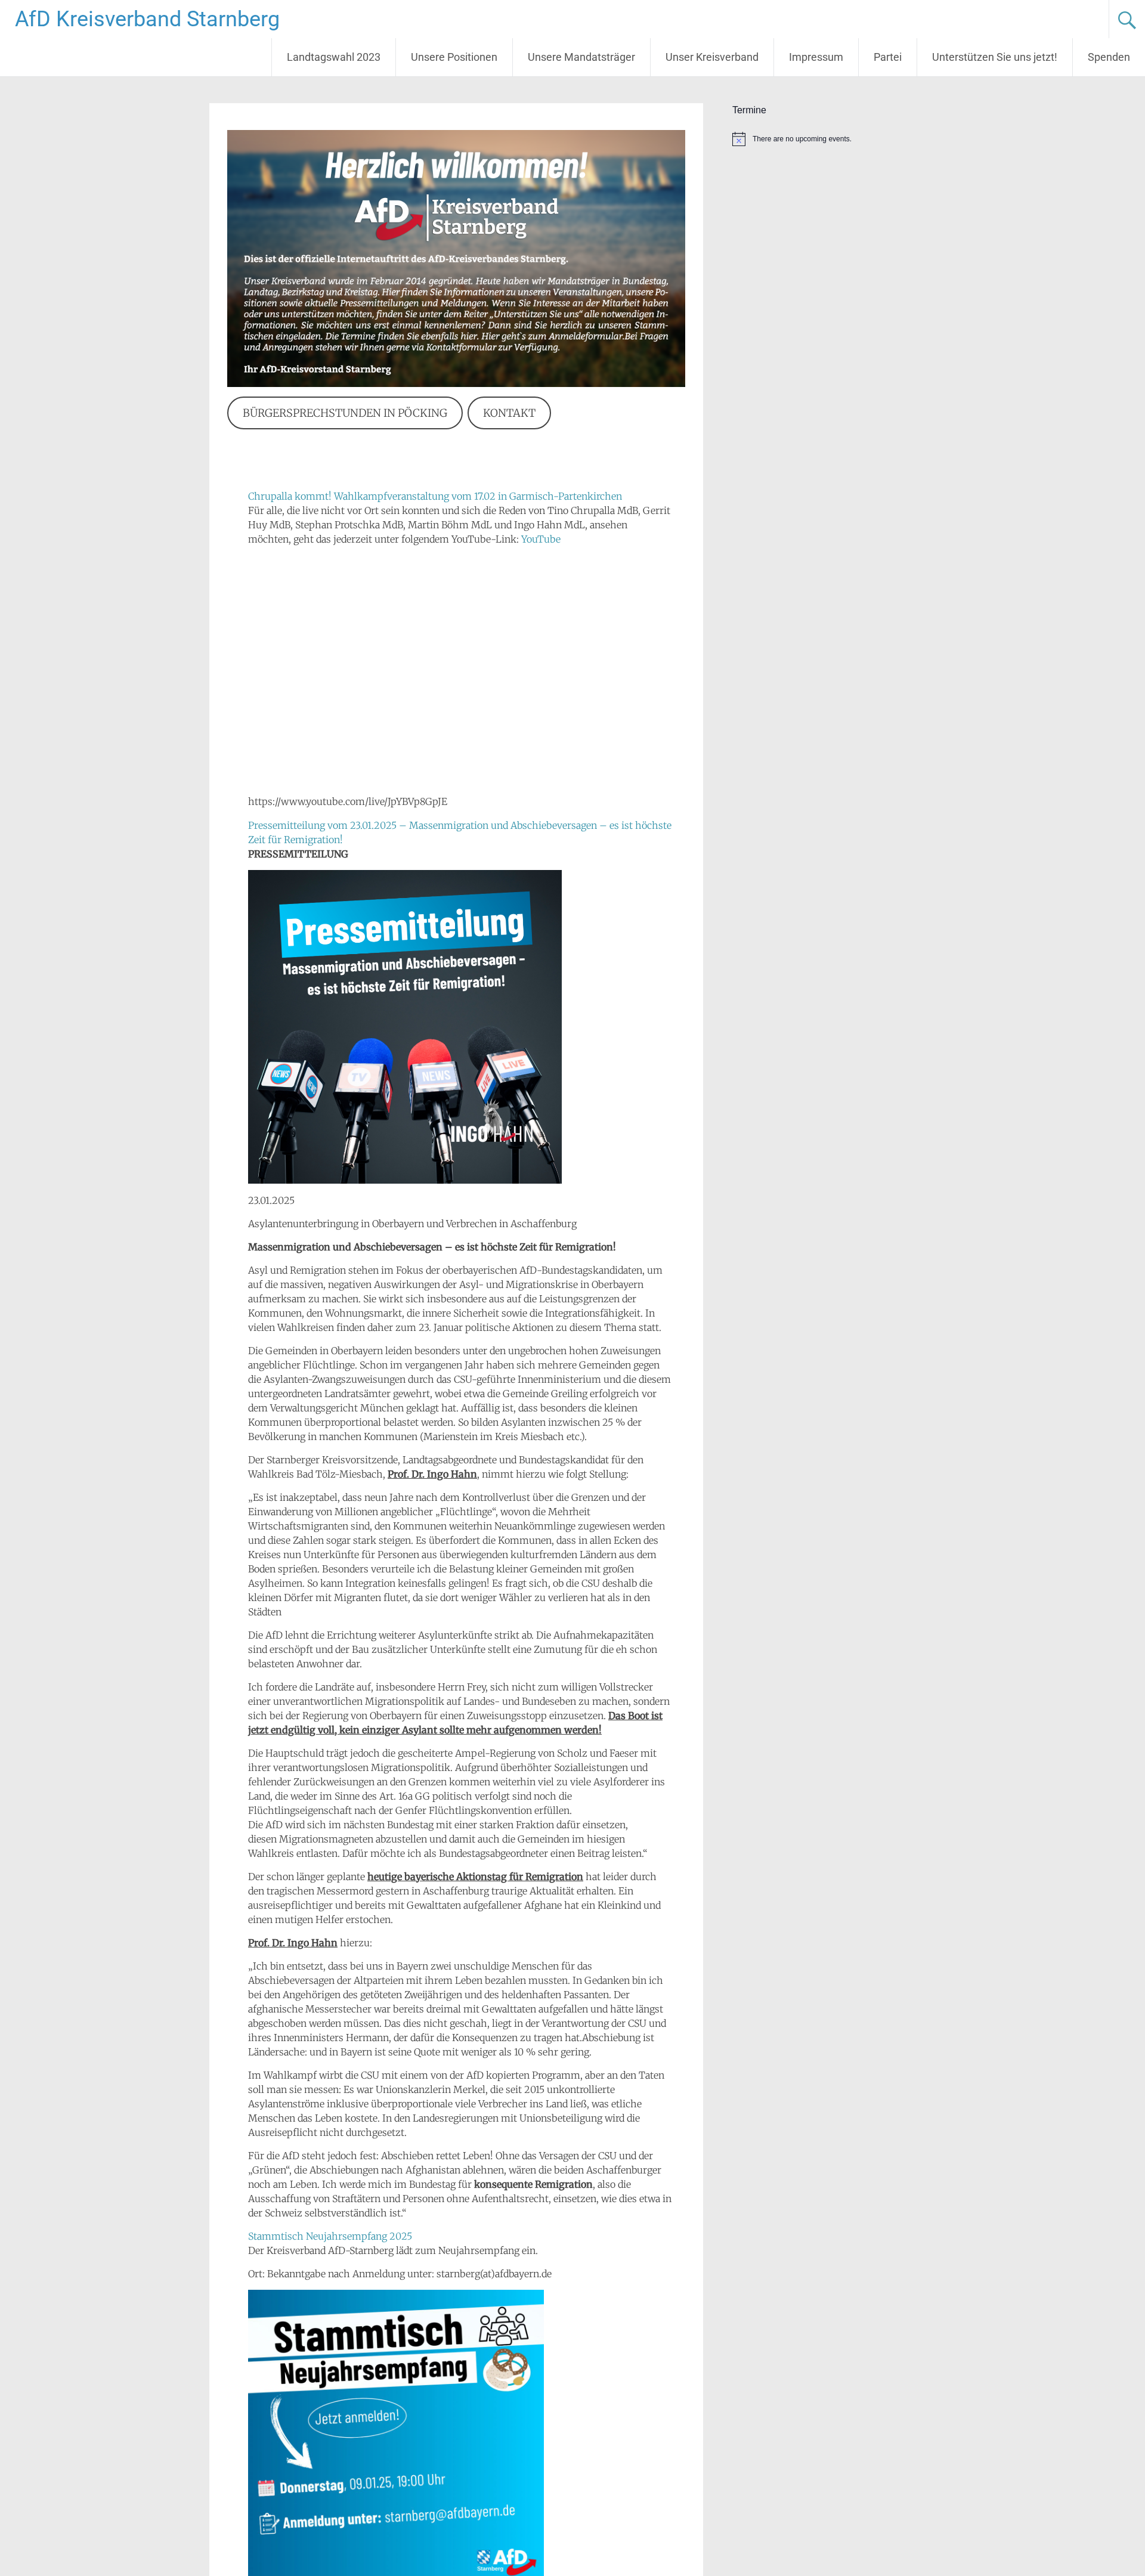 AfD Kreisverband Starnberg
Landtagswahl 2023
Unsere Positionen
Unsere Mandatsträger
Unser Kreisverband
Impressum
Partei
Unterstützen Sie uns jetzt!
Spenden
Herzlich willkommen!
AfD Kreisverband
Starnberg
Dies ist der offizielle Internetauftritt des AfD-Kreisverbandes Starnberg.
Unser Kreisverband wurde im Februar 2014 gegründet. Heute haben wir Mandatsträger in Bundestag,
Landtag, Bezirkstag und Kreistag. Hier finden Sie Informationen zu unseren Veranstaltungen, unsere Po-
sitionen sowie aktuelle Pressemitteilungen und Meldungen. Wenn Sie Interesse an der Mitarbeit haben
oder uns unterstützen möchten, finden Sie unter dem Reiter „Unterstützen Sie uns" alle notwendigen In-
formationen. Sie möchten uns erst einmal kennenlernen? Dann sind Sie herzlich zu unseren Stamm-
tischen eingeladen. Die Termine finden Sie ebenfalls hier. Hier geht`s zum Anmeldeformular.Bei Fragen
und Anregungen stehen wir Ihnen gerne via Kontaktformular zur Verfügung.
Ihr AfD-Kreisvorstand Starnberg
BÜRGERSPRECHSTUNDEN IN PÖCKING
KONTAKT
Termine
There are no upcoming events.
Chrupalla kommt! Wahlkampfveranstaltung vom 17.02 in Garmisch-Partenkirchen
Für alle, die live nicht vor Ort sein konnten und sich die Reden von Tino Chrupalla MdB, Gerrit
Huy MdB, Stephan Protschka MdB, Martin Böhm MdL und Ingo Hahn MdL, ansehen
möchten, geht das jederzeit unter folgendem YouTube-Link: YouTube
https://www.youtube.com/live/JpYBVp8GpJE
Pressemitteilung vom 23.01.2025 – Massenmigration und Abschiebeversagen – es ist höchste
Zeit für Remigration!
PRESSEMITTEILUNG
Pressemitteilung
Massenmigration und Abschiebeversagen –
es ist höchste Zeit für Remigration!
NEWS
TV
NEWS
LIVE
LIVE
INGO HAHN
23.01.2025
Asylantenunterbringung in Oberbayern und Verbrechen in Aschaffenburg
Massenmigration und Abschiebeversagen – es ist höchste Zeit für Remigration!
Asyl und Remigration stehen im Fokus der oberbayerischen AfD-Bundestagskandidaten, um
auf die massiven, negativen Auswirkungen der Asyl- und Migrationskrise in Oberbayern
aufmerksam zu machen. Sie wirkt sich insbesondere aus auf die Leistungsgrenzen der
Kommunen, den Wohnungsmarkt, die innere Sicherheit sowie die Integrationsfähigkeit. In
vielen Wahlkreisen finden daher zum 23. Januar politische Aktionen zu diesem Thema statt.
Die Gemeinden in Oberbayern leiden besonders unter den ungebrochen hohen Zuweisungen
angeblicher Flüchtlinge. Schon im vergangenen Jahr haben sich mehrere Gemeinden gegen
die Asylanten-Zwangszuweisungen durch das CSU-geführte Innenministerium und die diesem
untergeordneten Landratsämter gewehrt, wobei etwa die Gemeinde Greiling erfolgreich vor
dem Verwaltungsgericht München geklagt hat. Auffällig ist, dass besonders die kleinen
Kommunen überproportional belastet werden. So bilden Asylanten inzwischen 25 % der
Bevölkerung in manchen Kommunen (Marienstein im Kreis Miesbach etc.).
Der Starnberger Kreisvorsitzende, Landtagsabgeordnete und Bundestagskandidat für den
Wahlkreis Bad Tölz-Miesbach, Prof. Dr. Ingo Hahn, nimmt hierzu wie folgt Stellung:
„Es ist inakzeptabel, dass neun Jahre nach dem Kontrollverlust über die Grenzen und der
Einwanderung von Millionen angeblicher „Flüchtlinge“, wovon die Mehrheit
Wirtschaftsmigranten sind, den Kommunen weiterhin Neuankömmlinge zugewiesen werden
und diese Zahlen sogar stark steigen. Es überfordert die Kommunen, dass in allen Ecken des
Kreises nun Unterkünfte für Personen aus überwiegenden kulturfremden Ländern aus dem
Boden sprießen. Besonders verurteile ich die Belastung kleiner Gemeinden mit großen
Asylheimen. So kann Integration keinesfalls gelingen! Es fragt sich, ob die CSU deshalb die
kleinen Dörfer mit Migranten flutet, da sie dort weniger Wähler zu verlieren hat als in den
Städten
Die AfD lehnt die Errichtung weiterer Asylunterkünfte strikt ab. Die Aufnahmekapazitäten
sind erschöpft und der Bau zusätzlicher Unterkünfte stellt eine Zumutung für die eh schon
belasteten Anwohner dar.
Ich fordere die Landräte auf, insbesondere Herrn Frey, sich nicht zum willigen Vollstrecker
einer unverantwortlichen Migrationspolitik auf Landes- und Bundeseben zu machen, sondern
sich bei der Regierung von Oberbayern für einen Zuweisungsstopp einzusetzen. Das Boot ist
jetzt endgültig voll, kein einziger Asylant sollte mehr aufgenommen werden!
Die Hauptschuld trägt jedoch die gescheiterte Ampel-Regierung von Scholz und Faeser mit
ihrer verantwortungslosen Migrationspolitik. Aufgrund überhöhter Sozialleistungen und
fehlender Zurückweisungen an den Grenzen kommen weiterhin viel zu viele Asylforderer ins
Land, die weder im Sinne des Art. 16a GG politisch verfolgt sind noch die
Flüchtlingseigenschaft nach der Genfer Flüchtlingskonvention erfüllen.
Die AfD wird sich im nächsten Bundestag mit einer starken Fraktion dafür einsetzen,
diesen Migrationsmagneten abzustellen und damit auch die Gemeinden im hiesigen
Wahlkreis entlasten. Dafür möchte ich als Bundestagsabgeordneter einen Beitrag leisten.“
Der schon länger geplante heutige bayerische Aktionstag für Remigration hat leider durch
den tragischen Messermord gestern in Aschaffenburg traurige Aktualität erhalten. Ein
ausreisepflichtiger und bereits mit Gewalttaten aufgefallener Afghane hat ein Kleinkind und
einen mutigen Helfer erstochen.
Prof. Dr. Ingo Hahn hierzu:
„Ich bin entsetzt, dass bei uns in Bayern zwei unschuldige Menschen für das
Abschiebeversagen der Altparteien mit ihrem Leben bezahlen mussten. In Gedanken bin ich
bei den Angehörigen des getöteten Zweijährigen und des heldenhaften Passanten. Der
afghanische Messerstecher war bereits dreimal mit Gewalttaten aufgefallen und hätte längst
abgeschoben werden müssen. Das dies nicht geschah, liegt in der Verantwortung der CSU und
ihres Innenministers Hermann, der dafür die Konsequenzen zu tragen hat.Abschiebung ist
Ländersache: und in Bayern ist seine Quote mit weniger als 10 % sehr gering.
Im Wahlkampf wirbt die CSU mit einem von der AfD kopierten Programm, aber an den Taten
soll man sie messen: Es war Unionskanzlerin Merkel, die seit 2015 unkontrollierte
Asylantenströme inklusive überproportionale viele Verbrecher ins Land ließ, was etliche
Menschen das Leben kostete. In den Landesregierungen mit Unionsbeteiligung wird die
Ausreisepflicht nicht durchgesetzt.
Für die AfD steht jedoch fest: Abschieben rettet Leben! Ohne das Versagen der CSU und der
„Grünen“, die Abschiebungen nach Afghanistan ablehnen, wären die beiden Aschaffenburger
noch am Leben. Ich werde mich im Bundestag für konsequente Remigration, also die
Ausschaffung von Straftätern und Personen ohne Aufenthaltsrecht, einsetzen, wie dies etwa in
der Schweiz selbstverständlich ist.“
Stammtisch Neujahrsempfang 2025
Der Kreisverband AfD-Starnberg lädt zum Neujahrsempfang ein.
Ort: Bekanntgabe nach Anmeldung unter: starnberg(at)afdbayern.de
Stammtisch
Neujahrsempfang
Jetzt anmelden!
Donnerstag, 09.01.25, 19:00 Uhr
Anmeldung unter: starnberg@afdbayern.de
AfD
Starnberg